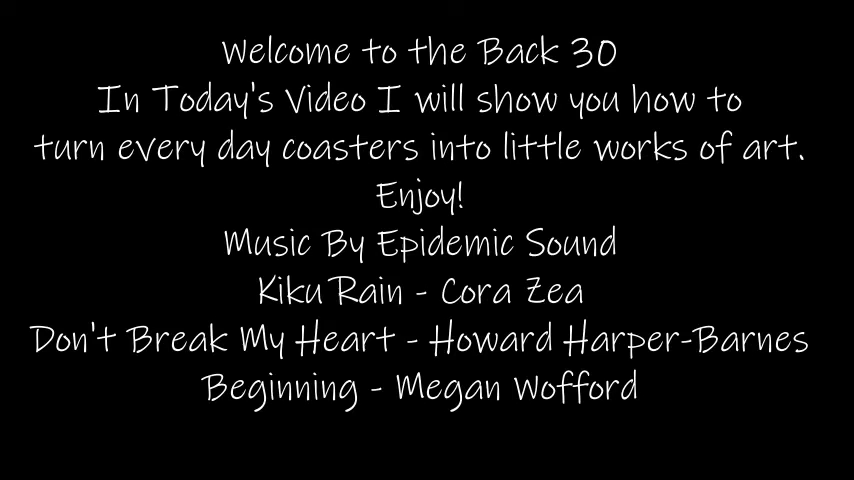 Welcome to the Back 30
In Today's Video I will show you how to
turn every day coasters into little works of art.
Enjoy!
Music By Epidemic Sound
Kiku Rain - Cora Zea
Don't Break My Heart - Howard Harper-Barnes
Beginning - Megan Wofford